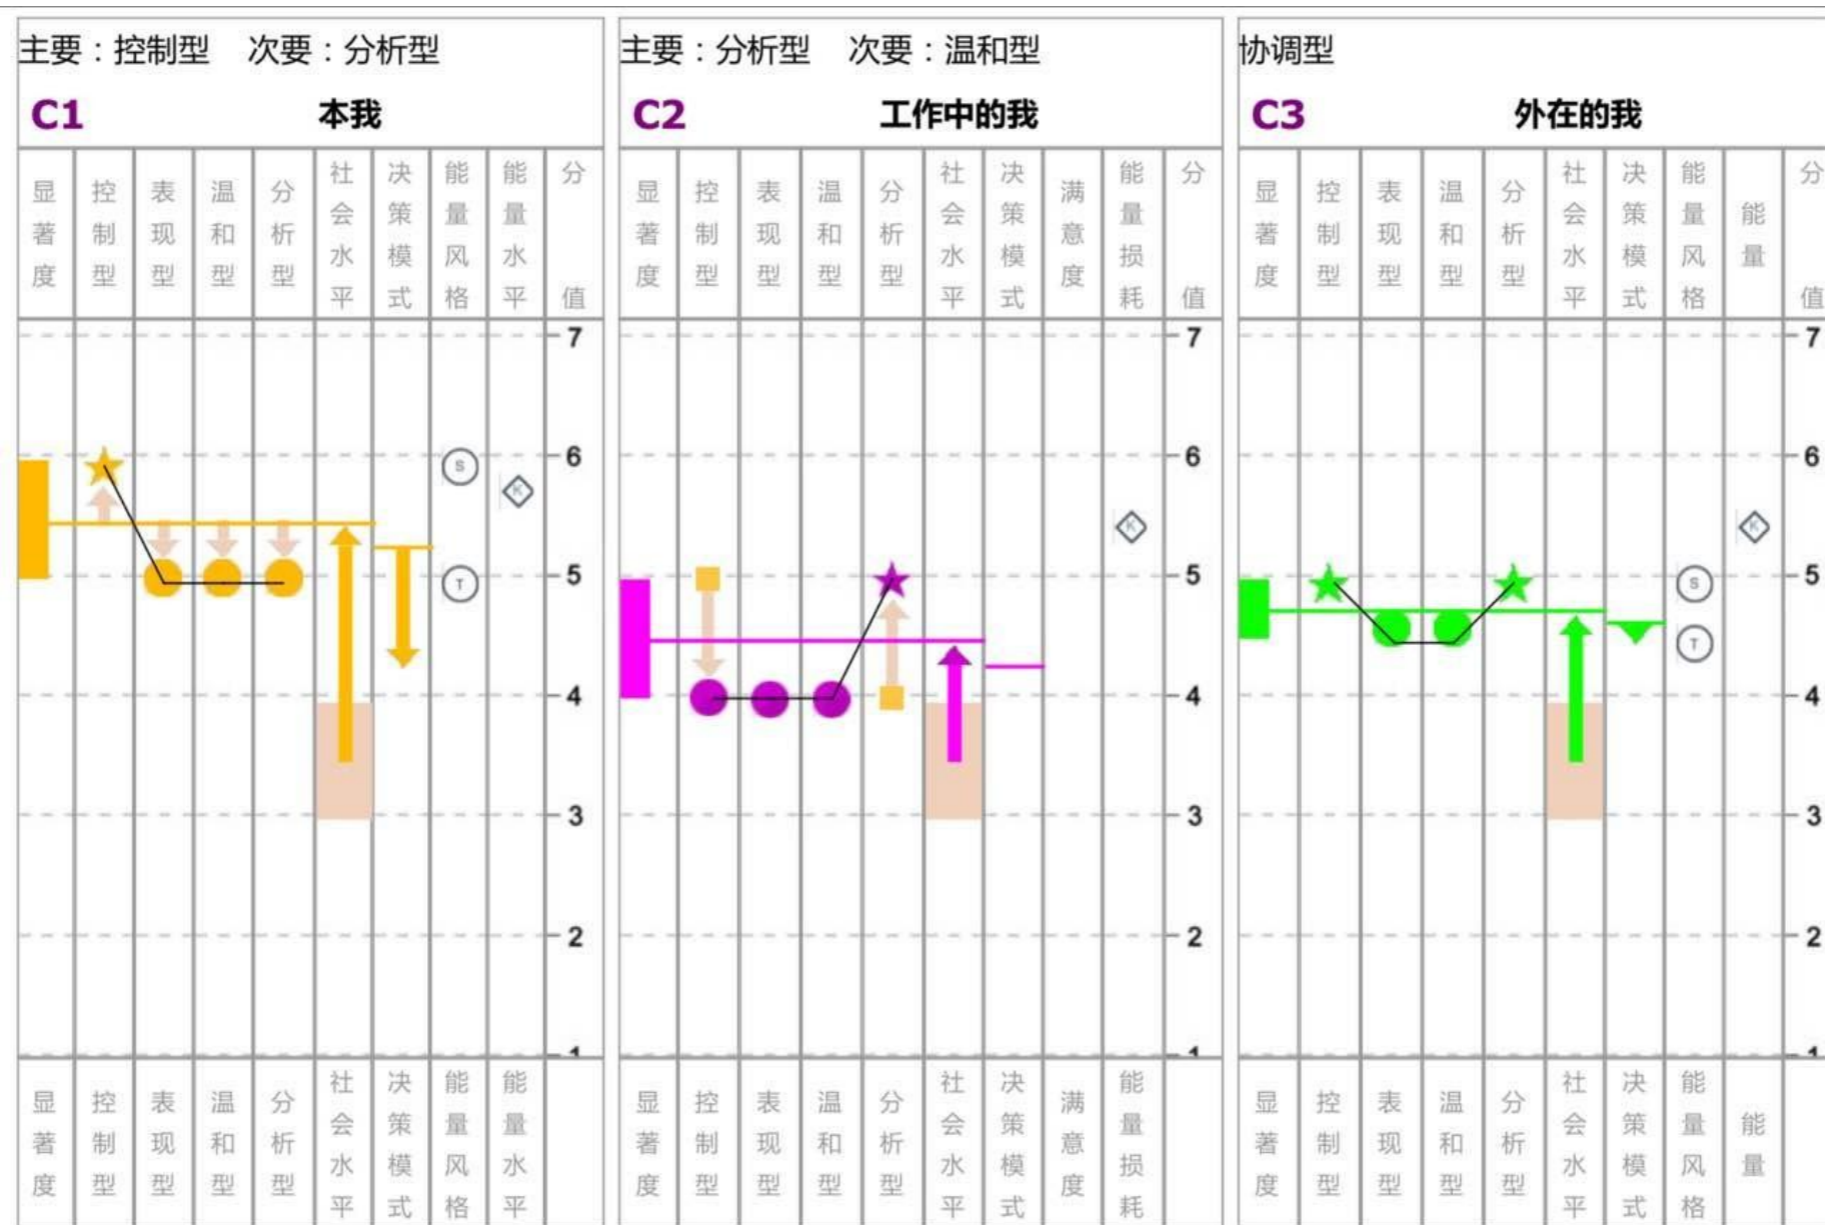 主要：控制型 次要：分析型
C1 本我
显著度 控制型 表现型 温和型 分析型 社会水平 决策模式 能量风格 能量水平 分值
7
6
5
4
3
2
1
S
K
T
显著度 控制型 表现型 温和型 分析型 社会水平 决策模式 能量风格 能量水平
主要：分析型 次要：温和型
C2 工作中的我
显著度 控制型 表现型 温和型 分析型 社会水平 决策模式 满意度 能量损耗 分值
7
6
5
4
3
2
1
K
显著度 控制型 表现型 温和型 分析型 社会水平 决策模式 满意度 能量损耗
协调型
C3 外在的我
显著度 控制型 表现型 温和型 分析型 社会水平 决策模式 能量风格 能量 分值
7
6
5
4
3
2
1
K
S
T
显著度 控制型 表现型 温和型 分析型 社会水平 决策模式 能量风格 能量